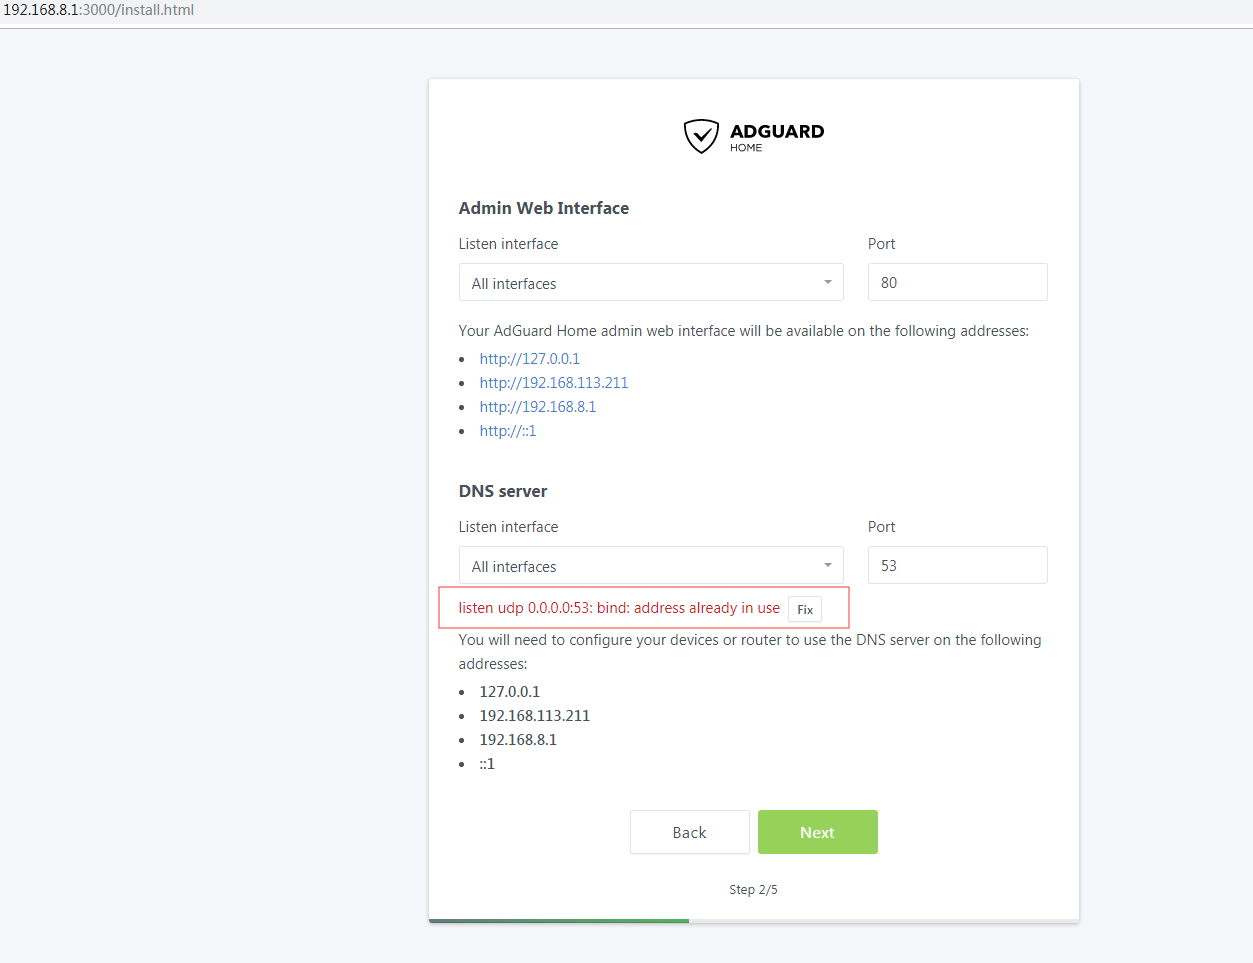 192.168.8.1:3000/install.html
ADGUARD
HOME
Admin Web Interface
Listen interface
Port
All interfaces
80
Your AdGuard Home admin web interface will be available on the following addresses:
http://127.0.0.1
http://192.168.113.211
http://192.168.8.1
http://::1
DNS server
Listen interface
Port
All interfaces
53
listen udp 0.0.0.0:53: bind: address already in use
Fix
You will need to configure your devices or router to use the DNS server on the following
addresses:
127.0.0.1
192.168.113.211
192.168.8.1
::1
Back
Next
Step 2/5